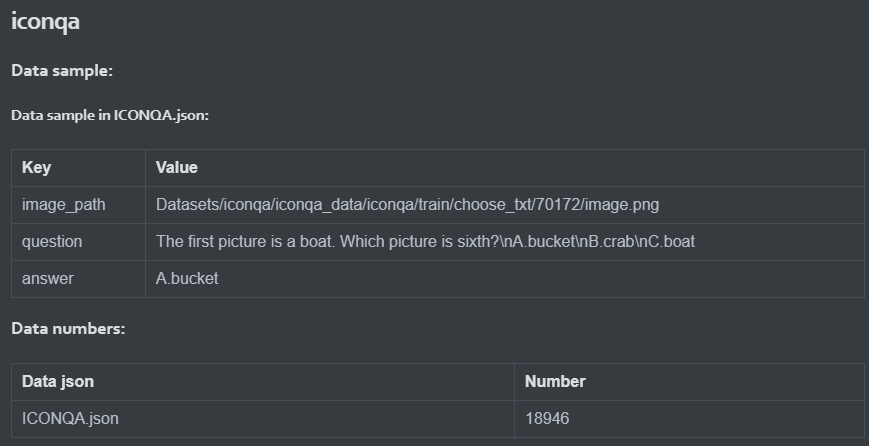 iconqa
Data sample:
Data sample in ICONQA.json:
Key Value
image_path Datasets/iconqa/iconqa_data/iconqa/train/choose_txt/70172/image.png
question The first picture is a boat. Which picture is sixth?\nA.bucket\nB.crab\nC.boat
answer A.bucket
Data numbers:
Data json Number
ICONQA.json 18946